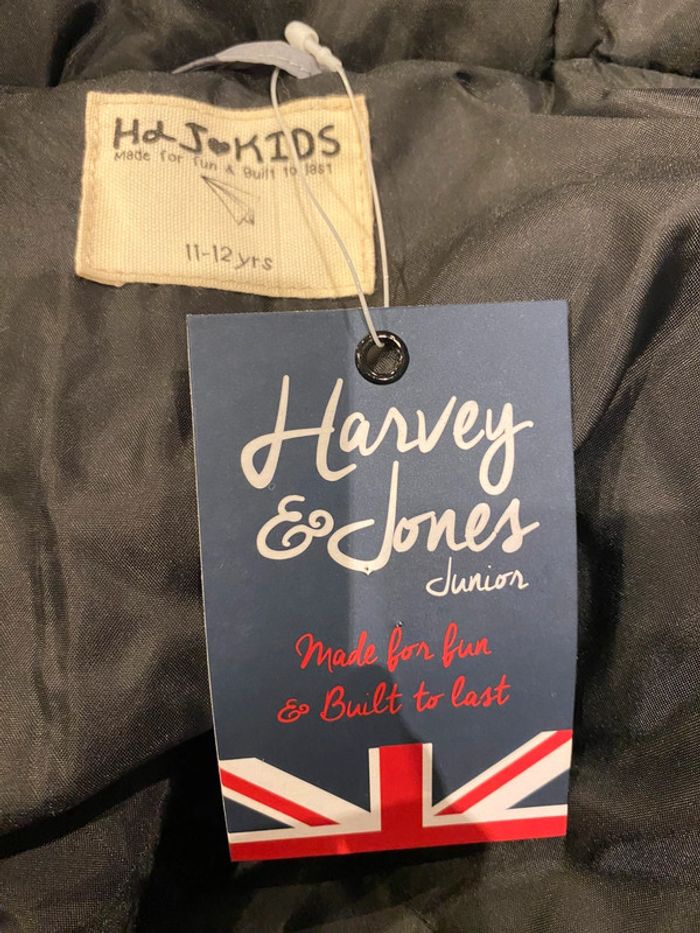 H&J♥KIDS
Made for fun & Built to last
11-12 yrs
Harvey
& Jones
Junior
Made for fun
& Built to last